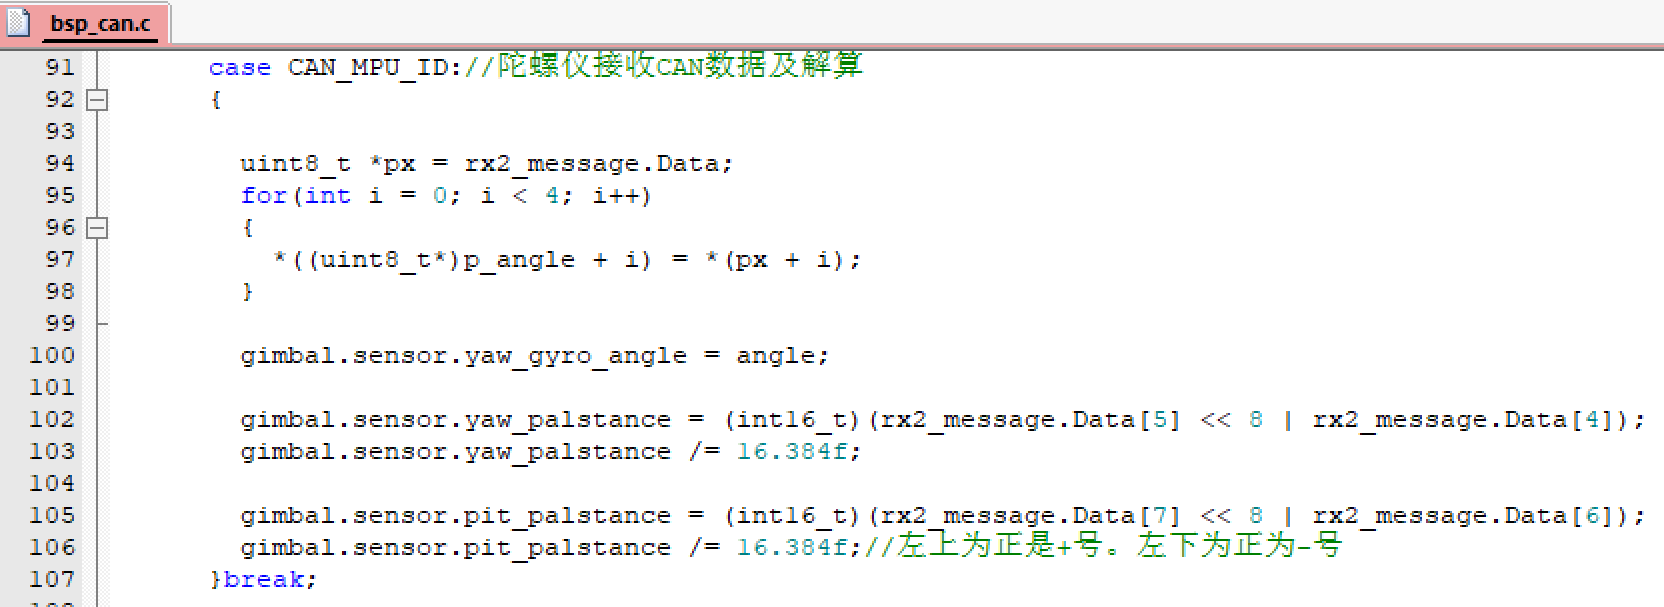 bsp_can.c
91 case CAN_MPU_ID://陀螺仪接收CAN数据及解算
92 {
93
94 uint8_t *px = rx2_message.Data;
95 for(int i = 0; i < 4; i++)
96 {
97 *((uint8_t*)p_angle + i) = *(px + i);
98 }
99
100 gimbal.sensor.yaw_gyro_angle = angle;
101
102 gimbal.sensor.yaw_palstance = (int16_t)(rx2_message.Data[5] << 8 | rx2_message.Data[4]);
103 gimbal.sensor.yaw_palstance /= 16.384f;
104
105 gimbal.sensor.pit_palstance = (int16_t)(rx2_message.Data[7] << 8 | rx2_message.Data[6]);
106 gimbal.sensor.pit_palstance /= 16.384f;//左上为正是+号。左下为正为-号
107 }break;